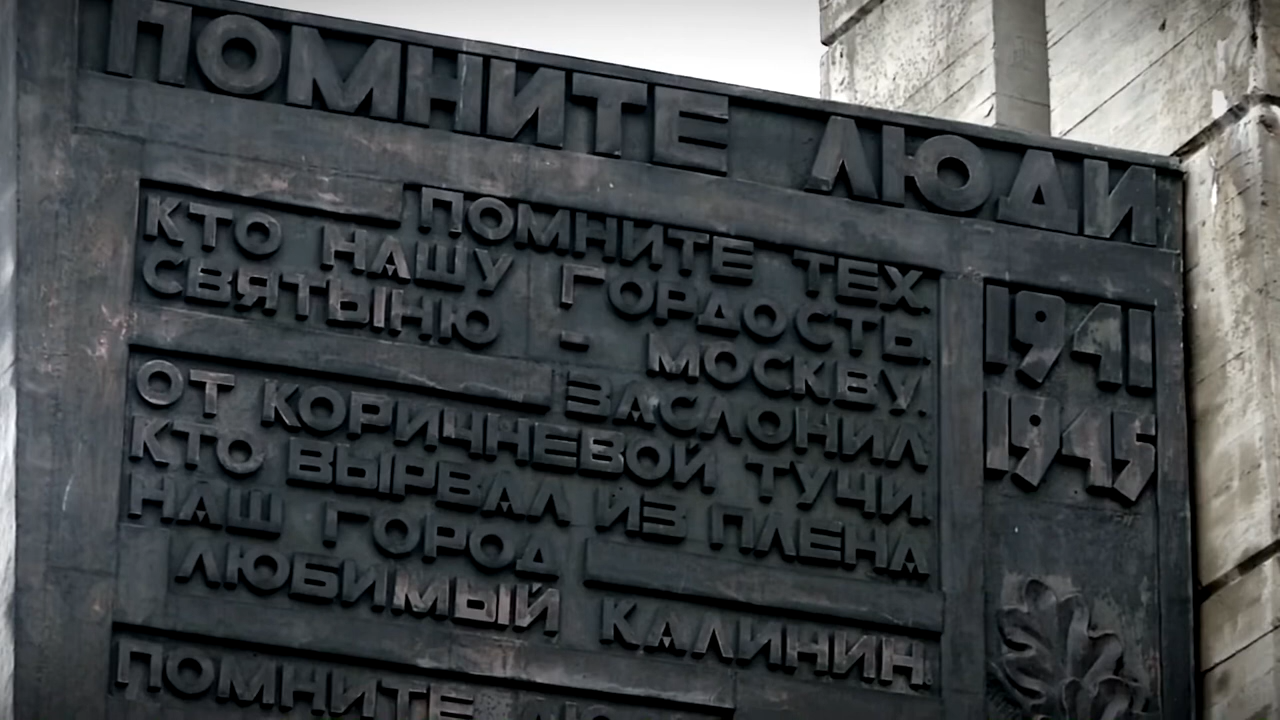 ПОМНИТЕ ЛЮДИ
ПОМНИТЕ ТЕХ,
КТО НАШУ ГОРДОСТЬ,
СВЯТЫНЮ - МОСКВУ,
ЗАСЛОНИЛ
ОТ КОРИЧНЕВОЙ ТУЧИ,
КТО ВЫРВАЛ ИЗ ПЛЕНА
НАШ ГОРОД
ЛЮБИМЫЙ КАЛИНИН.
ПОМНИТЕ
1941
1945